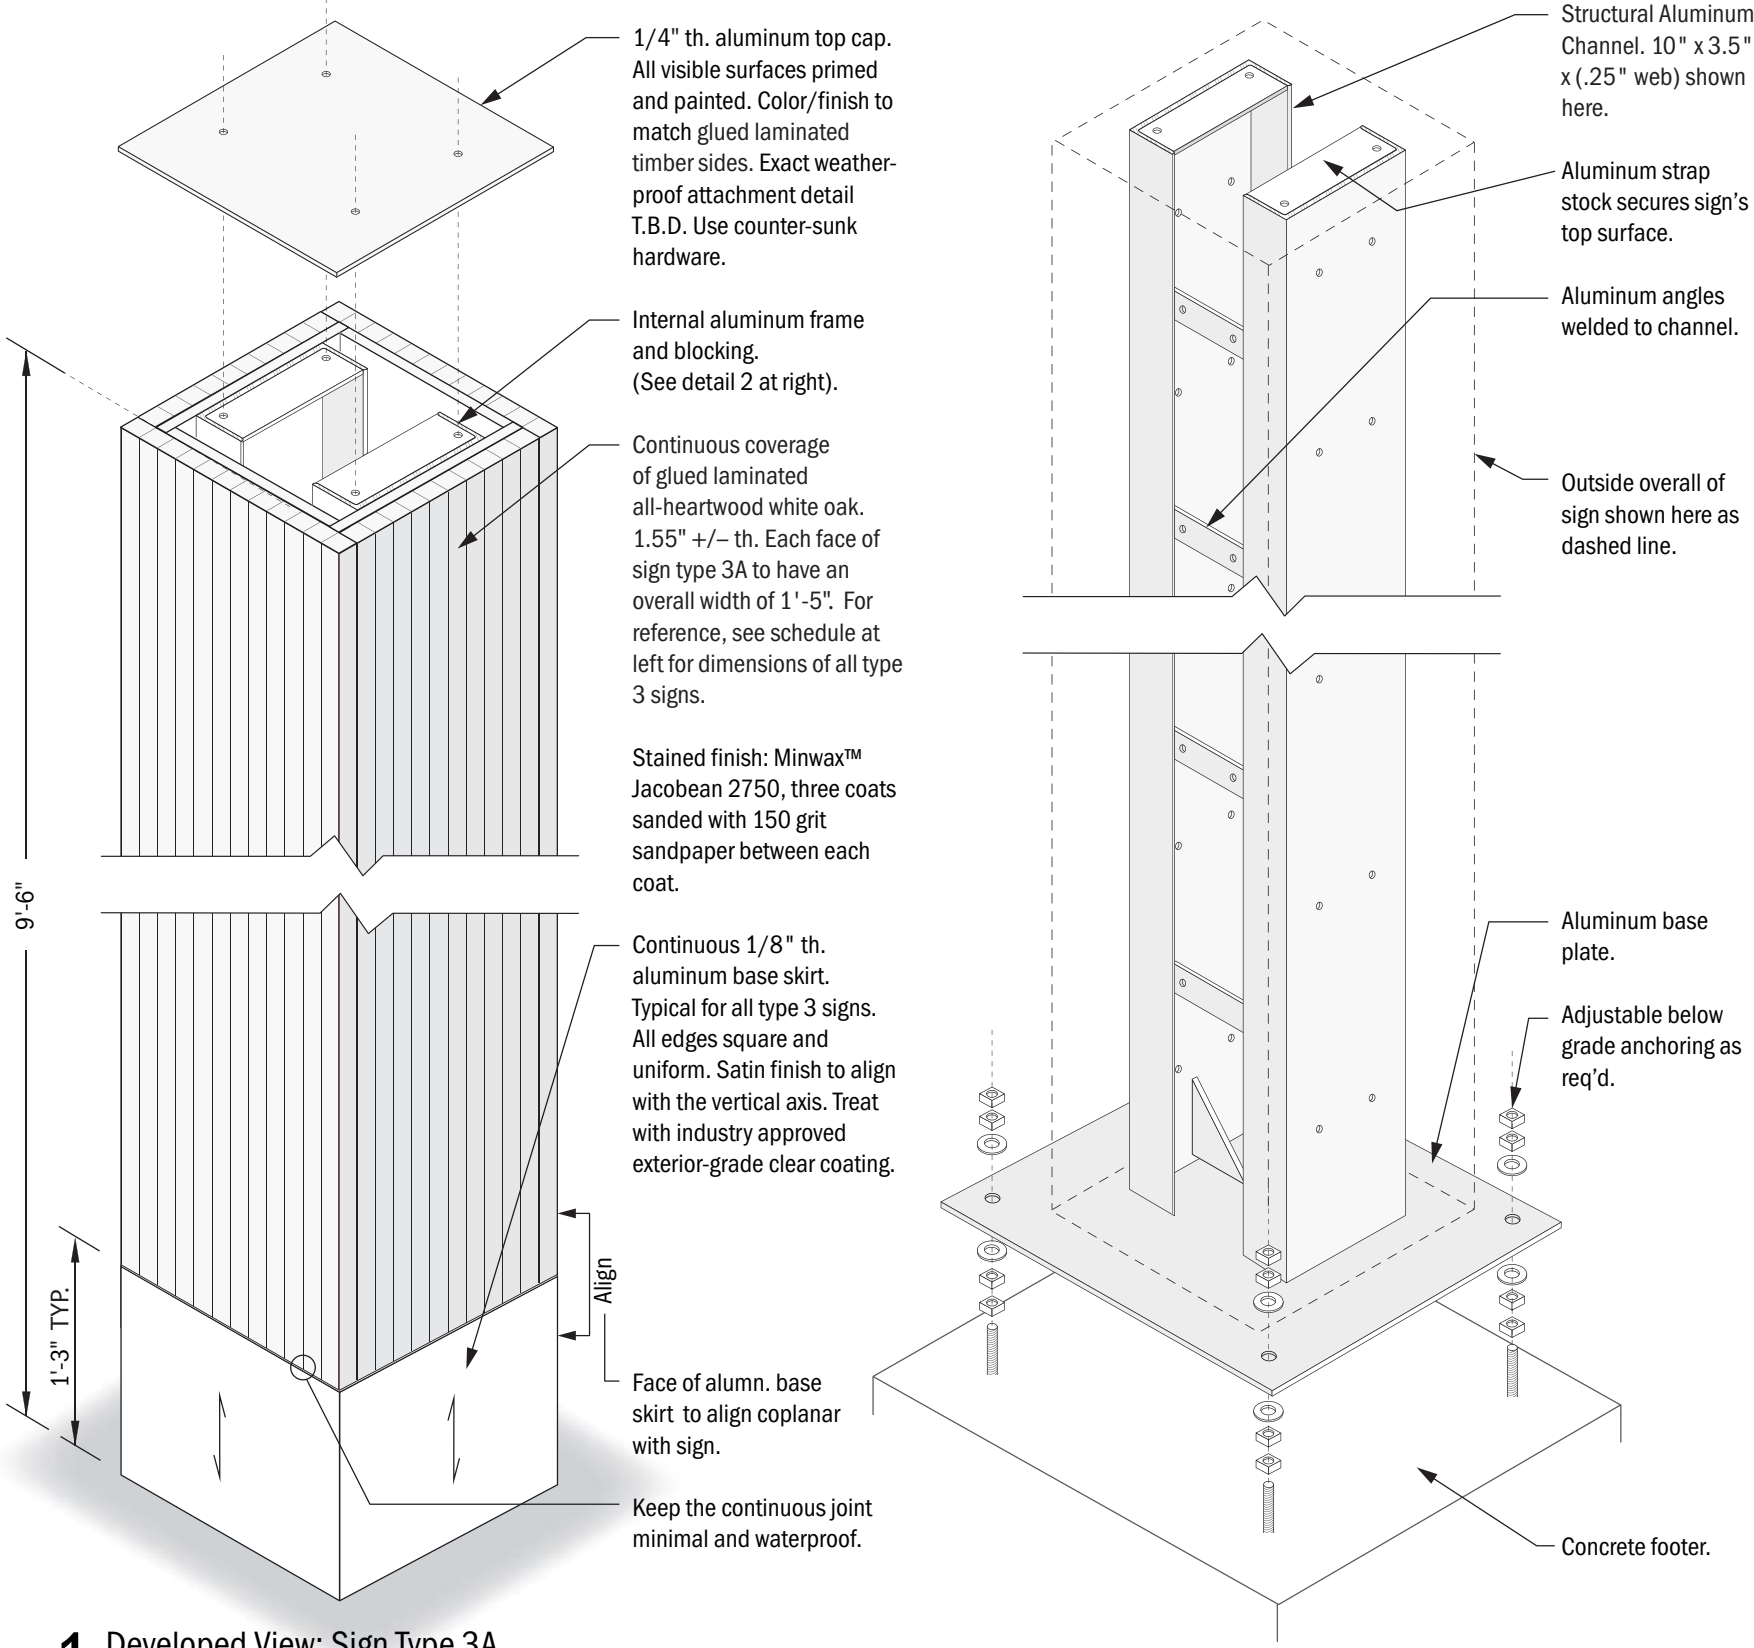 1/4" th. aluminum top cap.
All visible surfaces primed
and painted. Color/finish to
match glued laminated
timber sides. Exact weather-
proof attachment detail
T.B.D. Use counter-sunk
hardware.
Internal aluminum frame
and blocking.
(See detail 2 at right).
Continuous coverage
of glued laminated
all-heartwood white oak.
1.55" +/– th. Each face of
sign type 3A to have an
overall width of 1'-5". For
reference, see schedule at
left for dimensions of all type
3 signs.
Stained finish: Minwax™
Jacobean 2750, three coats
sanded with 150 grit
sandpaper between each
coat.
Continuous 1/8" th.
aluminum base skirt.
Typical for all type 3 signs.
All edges square and
uniform. Satin finish to align
with the vertical axis. Treat
with industry approved
exterior-grade clear coating.
Align
Face of alumn. base
skirt to align coplanar
with sign.
Keep the continuous joint
minimal and waterproof.
9'-6"
1'-3" TYP.
1 Developed View: Sign Type 3A
Structural Aluminum
Channel. 10" x 3.5"
x (.25" web) shown
here.
Aluminum strap
stock secures sign’s
top surface.
Aluminum angles
welded to channel.
Outside overall of
sign shown here as
dashed line.
Aluminum base
plate.
Adjustable below
grade anchoring as
req’d.
Concrete footer.